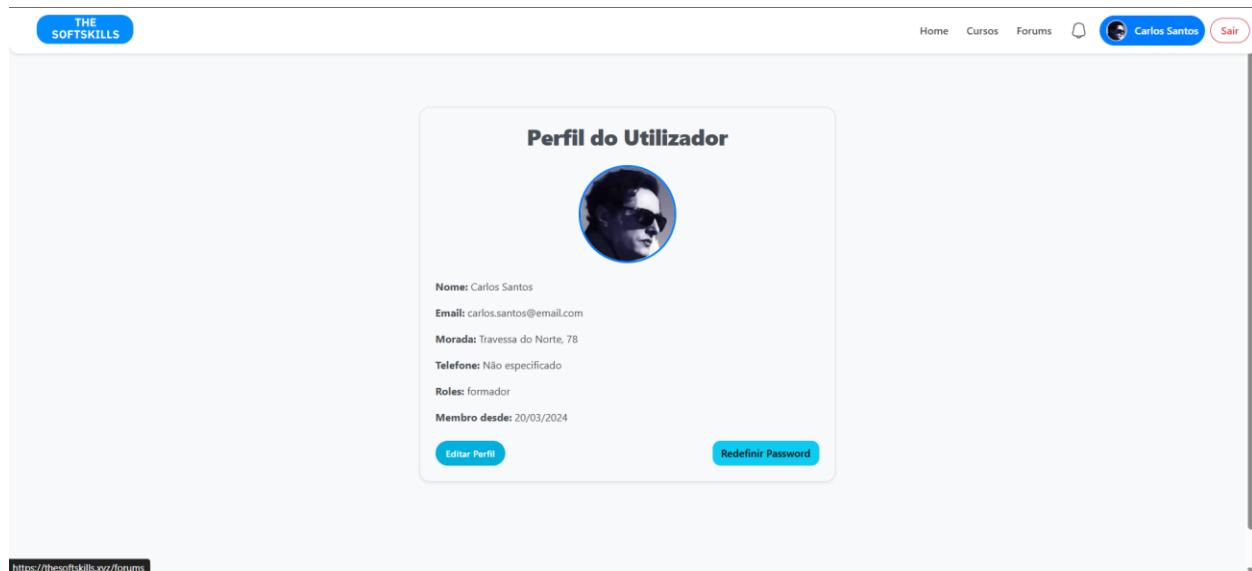 THE
SOFTSKILLS
Home Cursos Forums Carlos Santos Sair
Perfil do Utilizador
Nome: Carlos Santos
Email: carlos.santos@email.com
Morada: Travessa do Norte, 78
Telefone: Não especificado
Roles: formador
Membro desde: 20/03/2024
Editar Perfil Redefinir Password
https://thesoftskills.xyz/forums